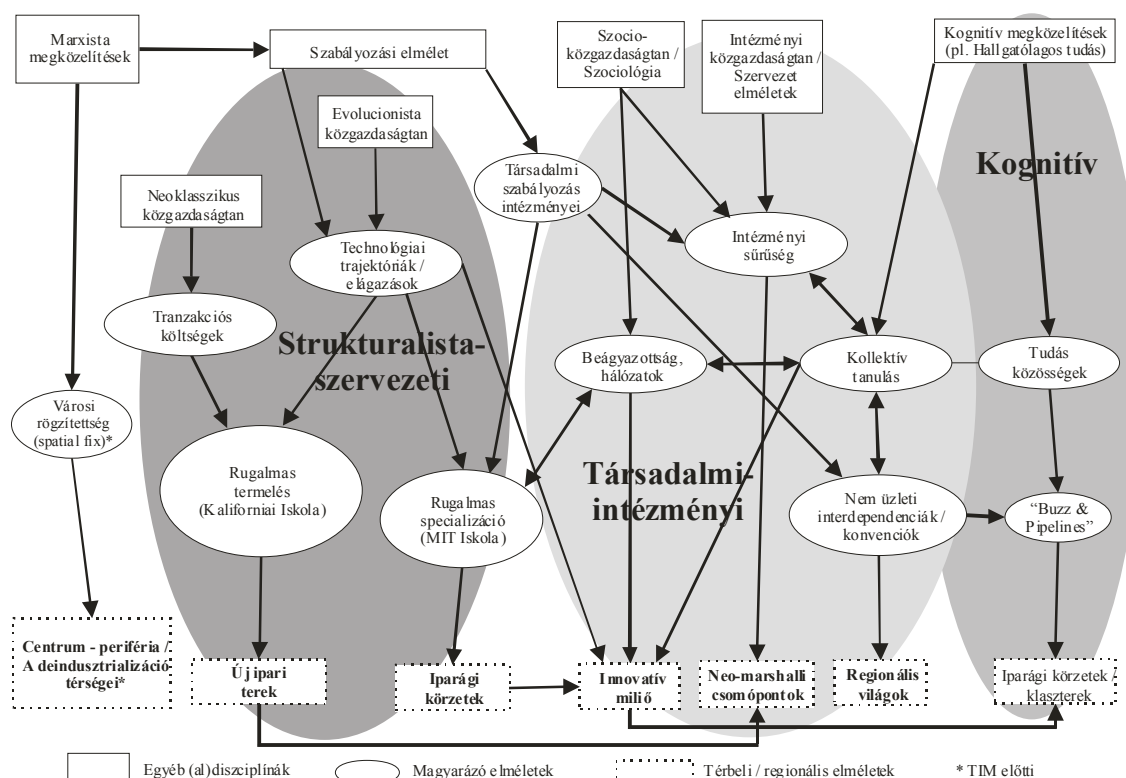 Marxista
megközelítések
Szabályozási elmélet
Szocio-
közgazdaságtan /
Szociológia
Intézményi
közgazdaságtan /
Szervezet
elméletek
Kognitív megközelítések
(pl. Hallgatólagos tudás)
Evolucionista
közgazdaságtan
Kognitív
Neoklasszikus
közgazdaságtan
Társadalmi
szabályozás
intézményei
Technológiai
trajektóriák /
elágazások
Intézményi
sűrűség
Tranzakciós
költségek
Strukturalista-
szervezeti
Beágyazottság,
hálózatok
Kollektív
tanulás
Tudás
közösségek
Városi
rögzítettség
(spatial fix)*
Rugalmas
termelés
(Kaliforniai Iskola)
Rugalmas
specializáció
(MIT Iskola)
Társadalmi-
intézményi
Nem üzleti
interdependenciák /
konvenciók
“Buzz &
Pipelines”
Centrum - periféria /
A deindusztrializáció
térségei*
Új ipari
terek
Iparági
körzetek
Innovatív
milió
Neo-marshalli
csomópontok
Regionális
világok
Iparági körzetek /
klaszterek
Egyéb (al)diszciplínák
Magyarázó elméletek
Térbeli / regionális elméletek
* TIM előtti